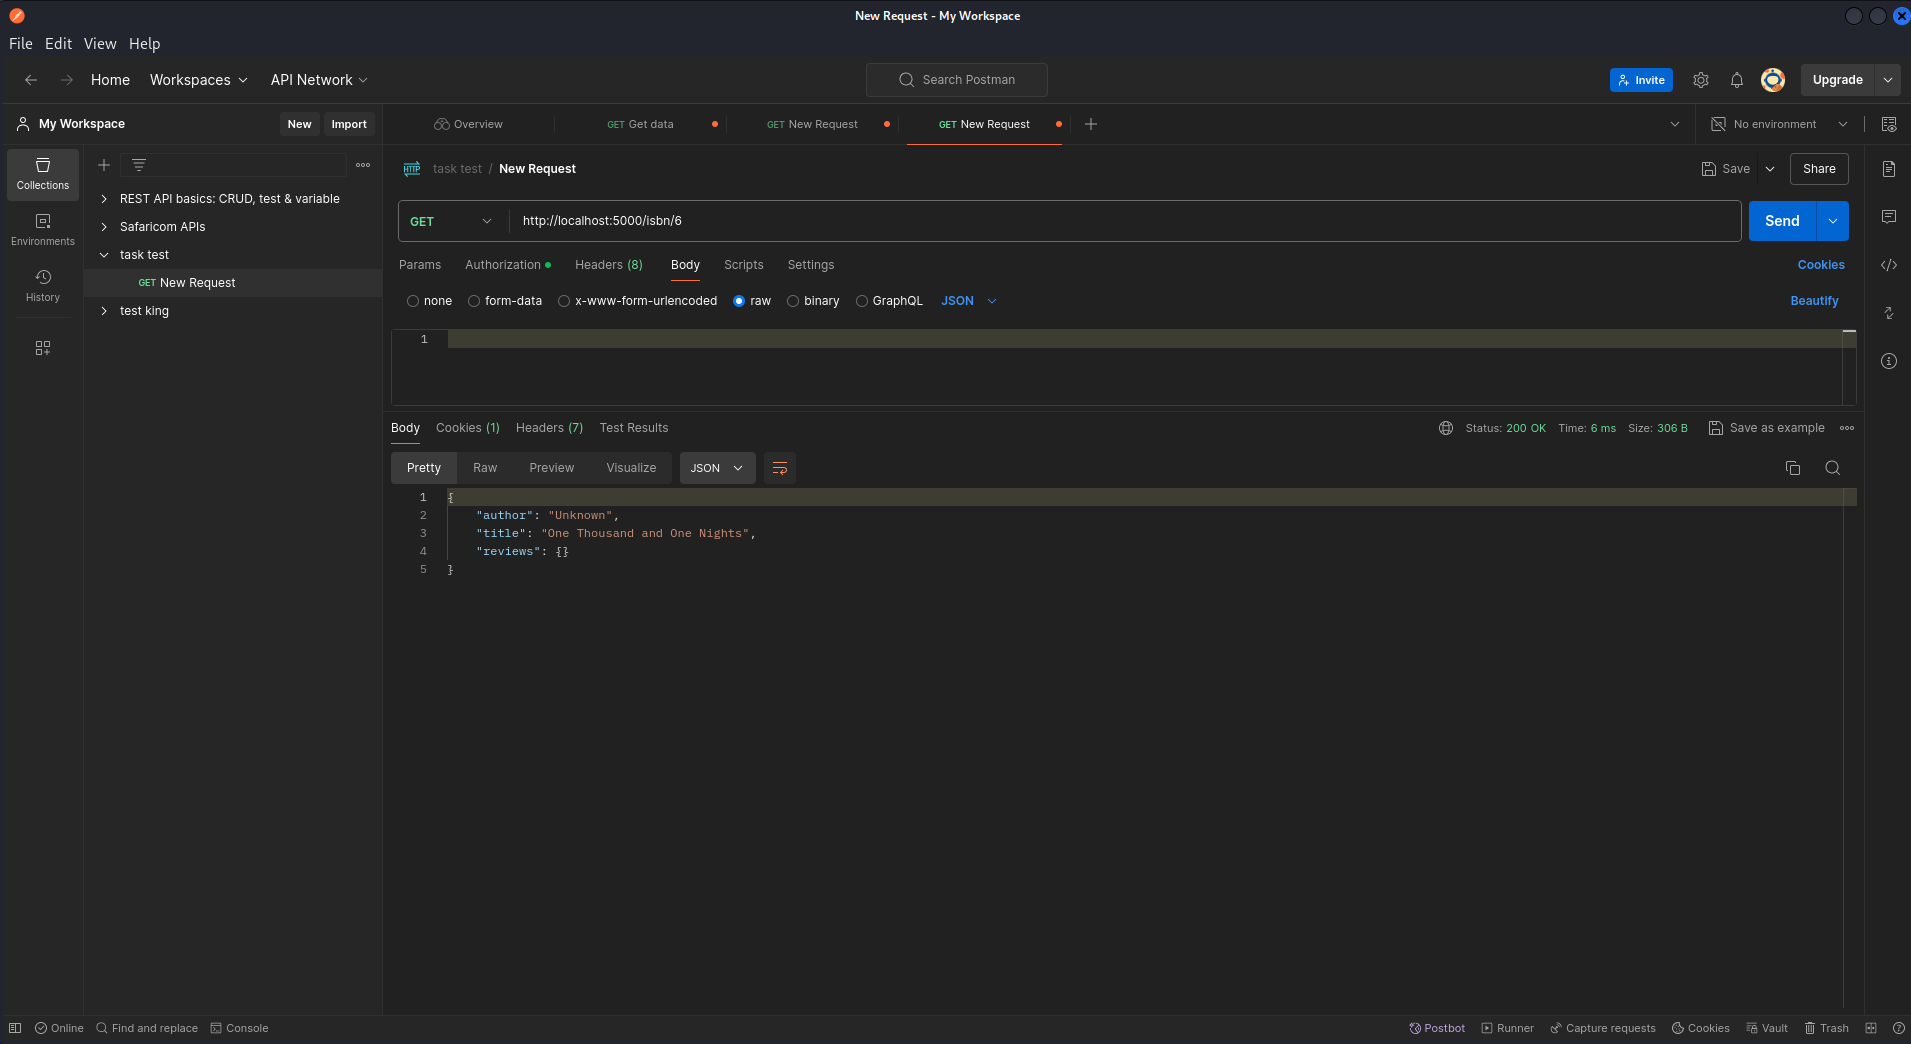 New Request - My Workspace
File Edit View Help
Home Workspaces API Network
Search Postman
Invite
Upgrade
My Workspace
New Import
Overview
GET Get data
GET New Request
GET New Request
No environment
Collections
Environments
History
REST API basics: CRUD, test & variable
Safaricom APIs
task test
GET New Request
test king
HTTP task test / New Request
Save
Share
GET http://localhost:5000/isbn/6
Send
Params Authorization Headers (8) Body Scripts Settings
Cookies
none form-data x-www-form-urlencoded raw binary GraphQL JSON
Beautify
1
Body Cookies (1) Headers (7) Test Results
Status: 200 OK Time: 6 ms Size: 306 B Save as example
Pretty Raw Preview Visualize JSON
1 {
2 "author": "Unknown",
3 "title": "One Thousand and One Nights",
4 "reviews": {}
5 }
Online Find and replace Console
Postbot Runner Capture requests Cookies Vault Trash